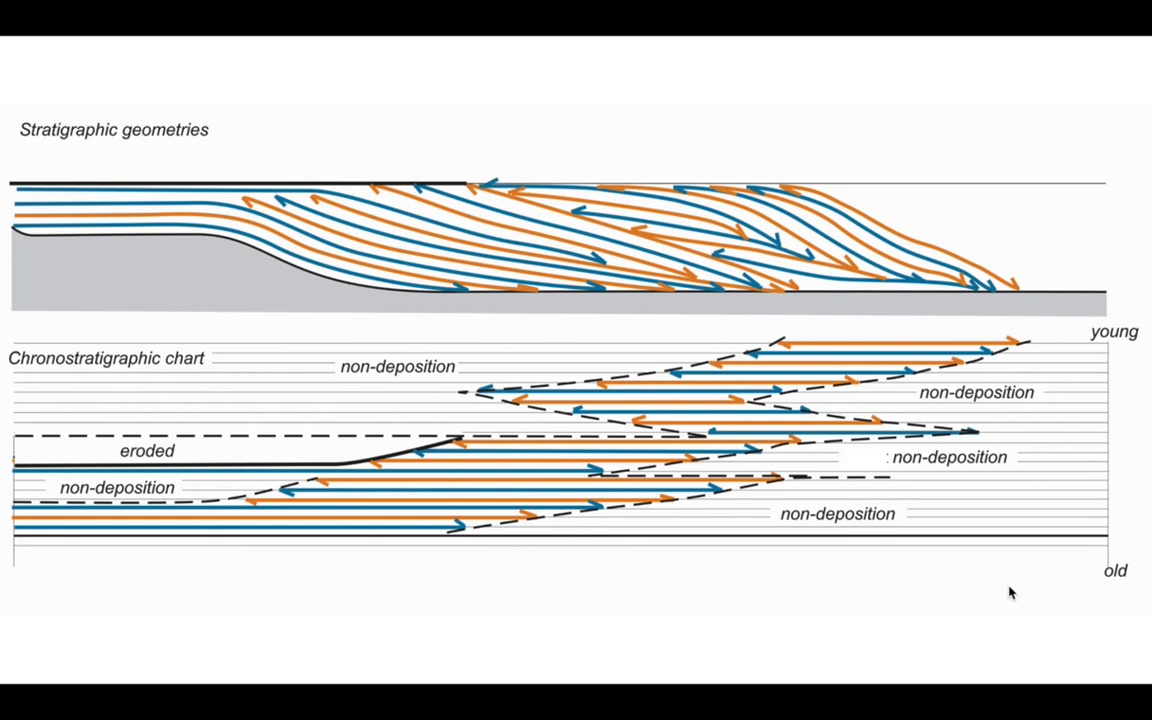 Stratigraphic geometries
young
Chronostratigraphic chart
non-deposition
non-deposition
eroded
: non-deposition
non-deposition
non-deposition
old